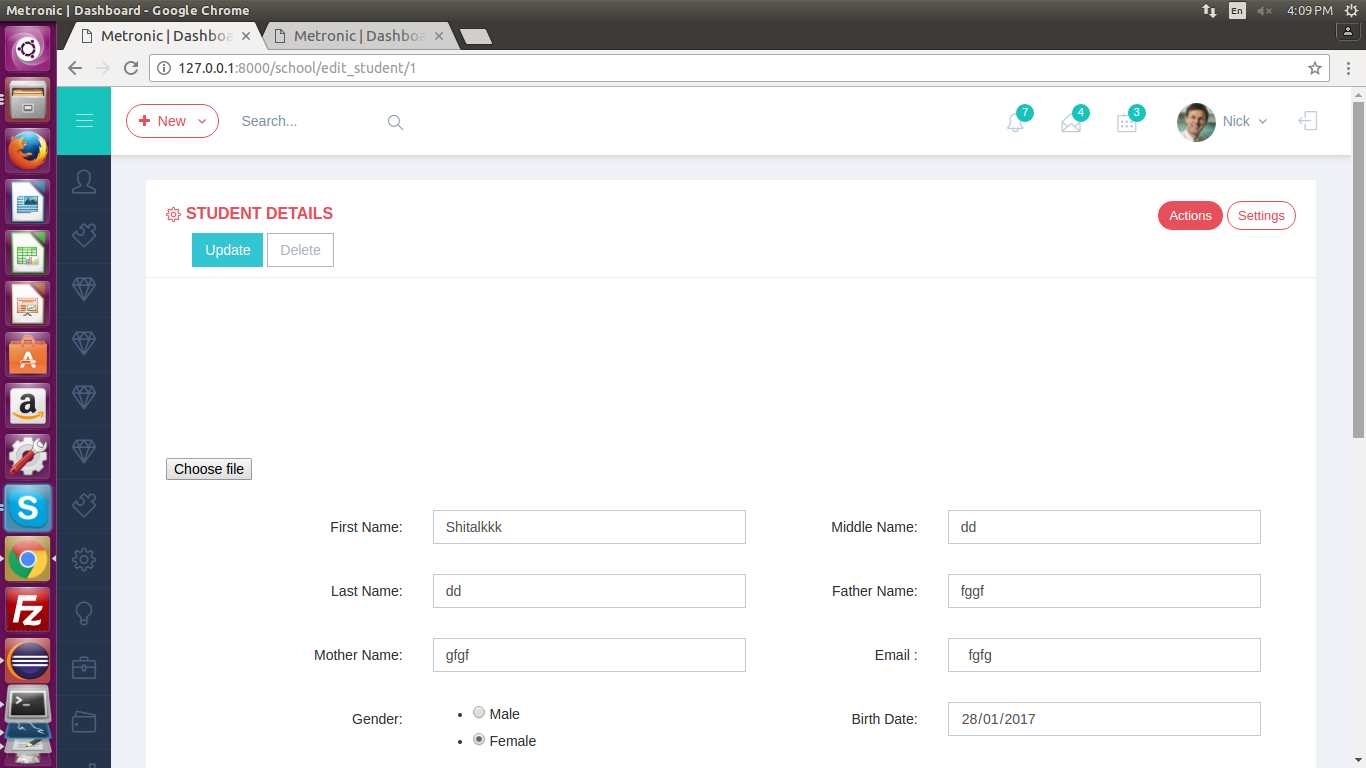 Metronic | Dashboard - Google Chrome
En
4:09 PM
Metronic | Dashboa
Metronic | Dashboa
127.0.0.1:8000/school/edit_student/1
New
Search...
7
4
3
Nick
STUDENT DETAILS
Actions
Settings
Update
Delete
Choose file
First Name:
Shitalkkk
Middle Name:
dd
Last Name:
dd
Father Name:
fggf
Mother Name:
gfgf
Email :
fgfg
Gender:
Male
Birth Date:
28/01/2017
Female
A
a
S
Fz
>_